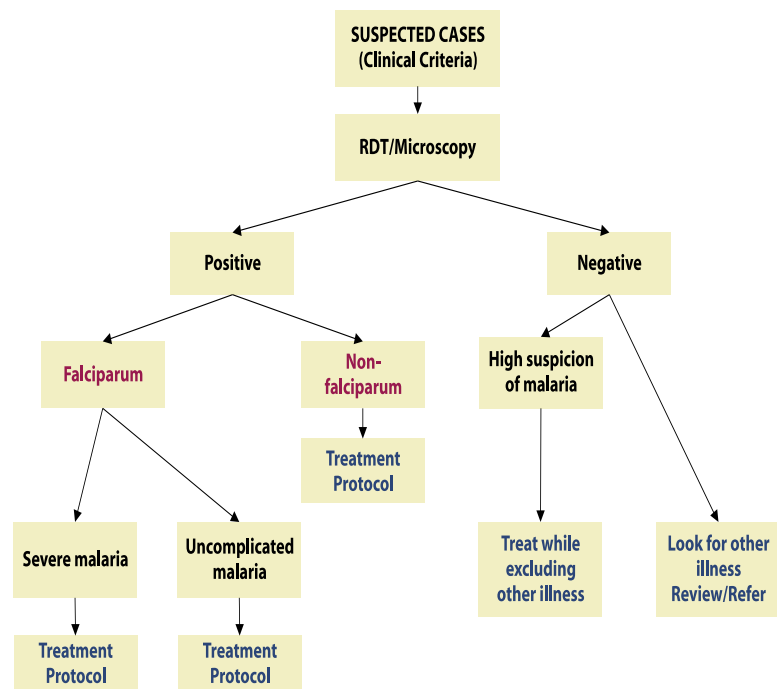 SUSPECTED CASES
(Clinical Criteria)
RDT/Microscopy
Positive
Negative
Falciparum
Non-
falciparum
High suspicion
of malaria
Treatment
Protocol
Severe malaria
Uncomplicated
malaria
Treat while
excluding
other illness
Look for other
illness
Review/Refer
Treatment
Protocol
Treatment
Protocol